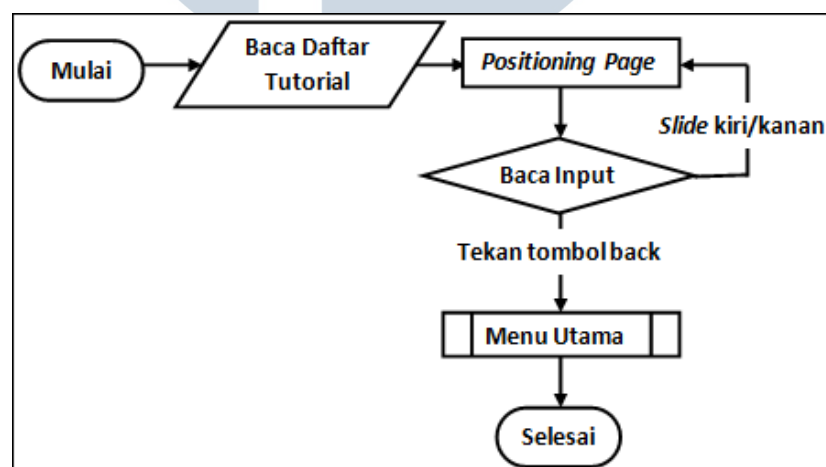 Mulai
Baca Daftar
Tutorial
Positioning Page
Slide kiri/kanan
Baca Input
Tekan tombol back
Menu Utama
Selesai